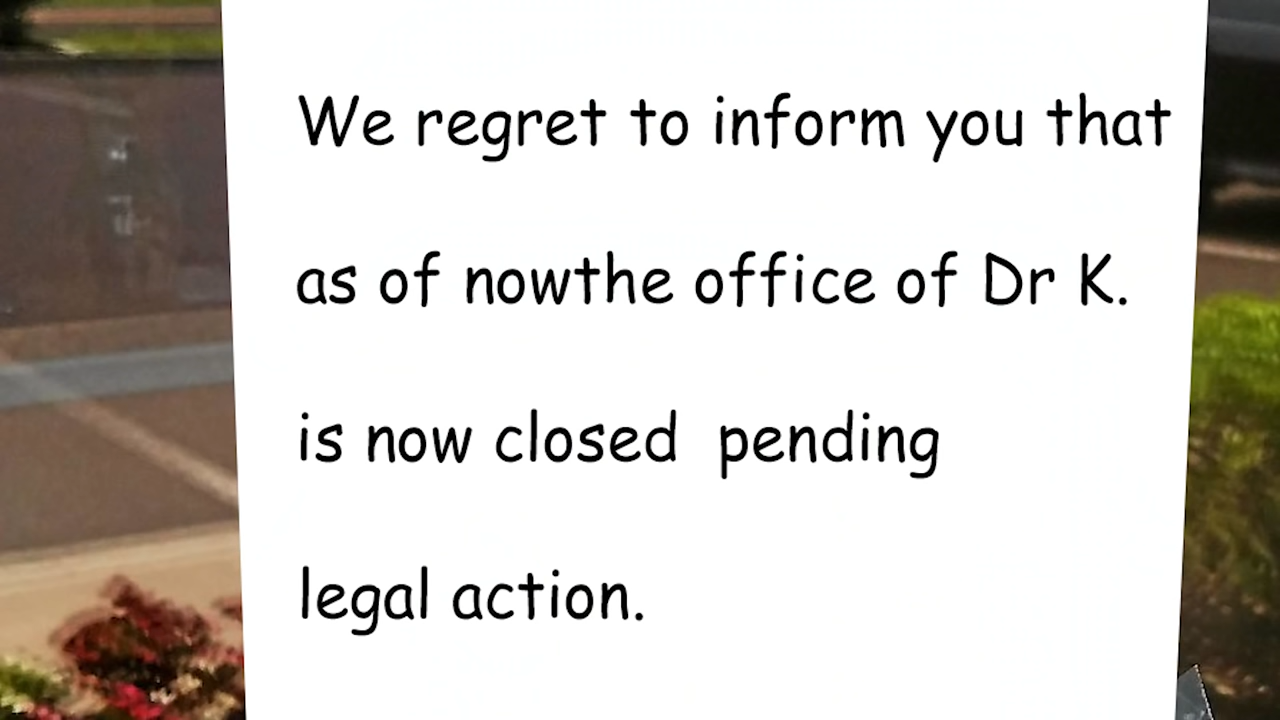 We regret to inform you that
as of nowthe office of Dr K.
is now closed  pending
legal action.